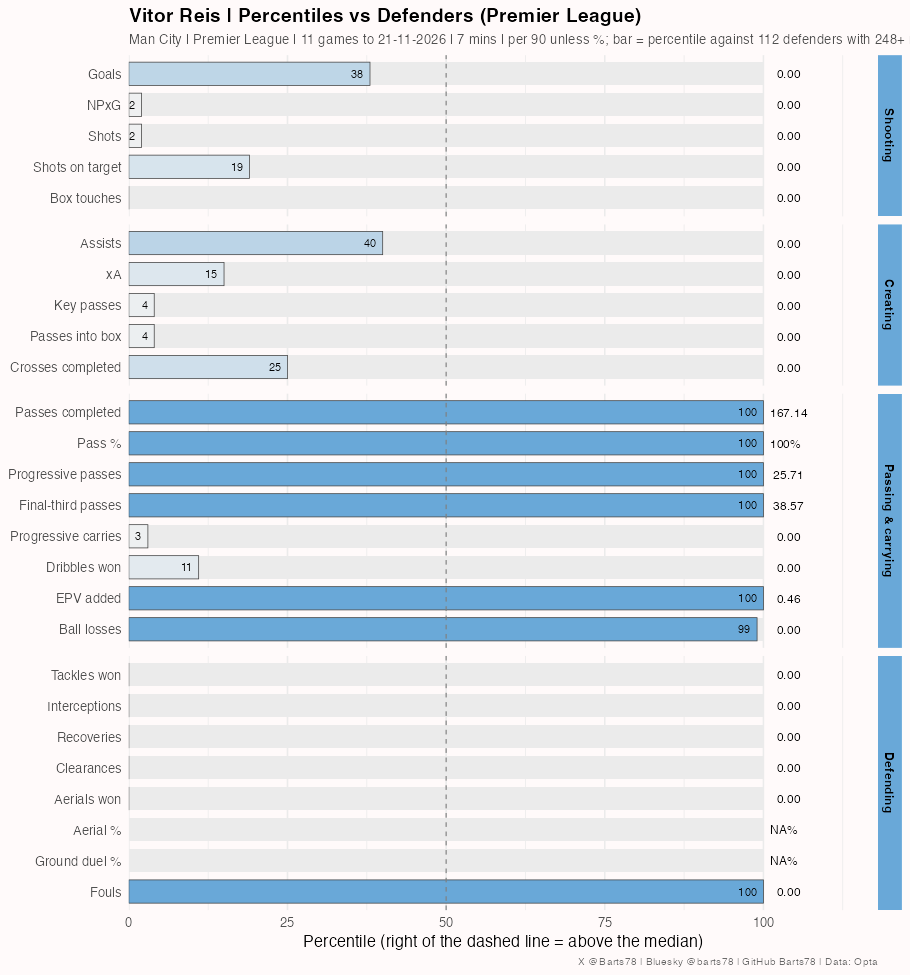 Vitor Reis | Percentiles vs Defenders (Premier League)
Man City | Premier League | 11 games to 21-11-2026 | 7 mins | per 90 unless %; bar = percentile against 112 defenders with 248+
Goals 38 0.00
NPxG 2 0.00
Shots 2 0.00
Shots on target 19 0.00
Box touches 0.00
Shooting
Assists 40 0.00
xA 15 0.00
Key passes 4 0.00
Passes into box 4 0.00
Crosses completed 25 0.00
Creating
Passes completed 100 167.14
Pass % 100 100%
Progressive passes 100 25.71
Final-third passes 100 38.57
Progressive carries 3 0.00
Dribbles won 11 0.00
EPV added 100 0.46
Ball losses 99 0.00
Passing & carrying
Tackles won 0.00
Interceptions 0.00
Recoveries 0.00
Clearances 0.00
Aerials won 0.00
Aerial % NA%
Ground duel % NA%
Fouls 100 0.00
Defending
0 25 50 75 100
Percentile (right of the dashed line = above the median)
X @Barts78 | Bluesky @barts78 | GitHub Barts78 | Data: Opta